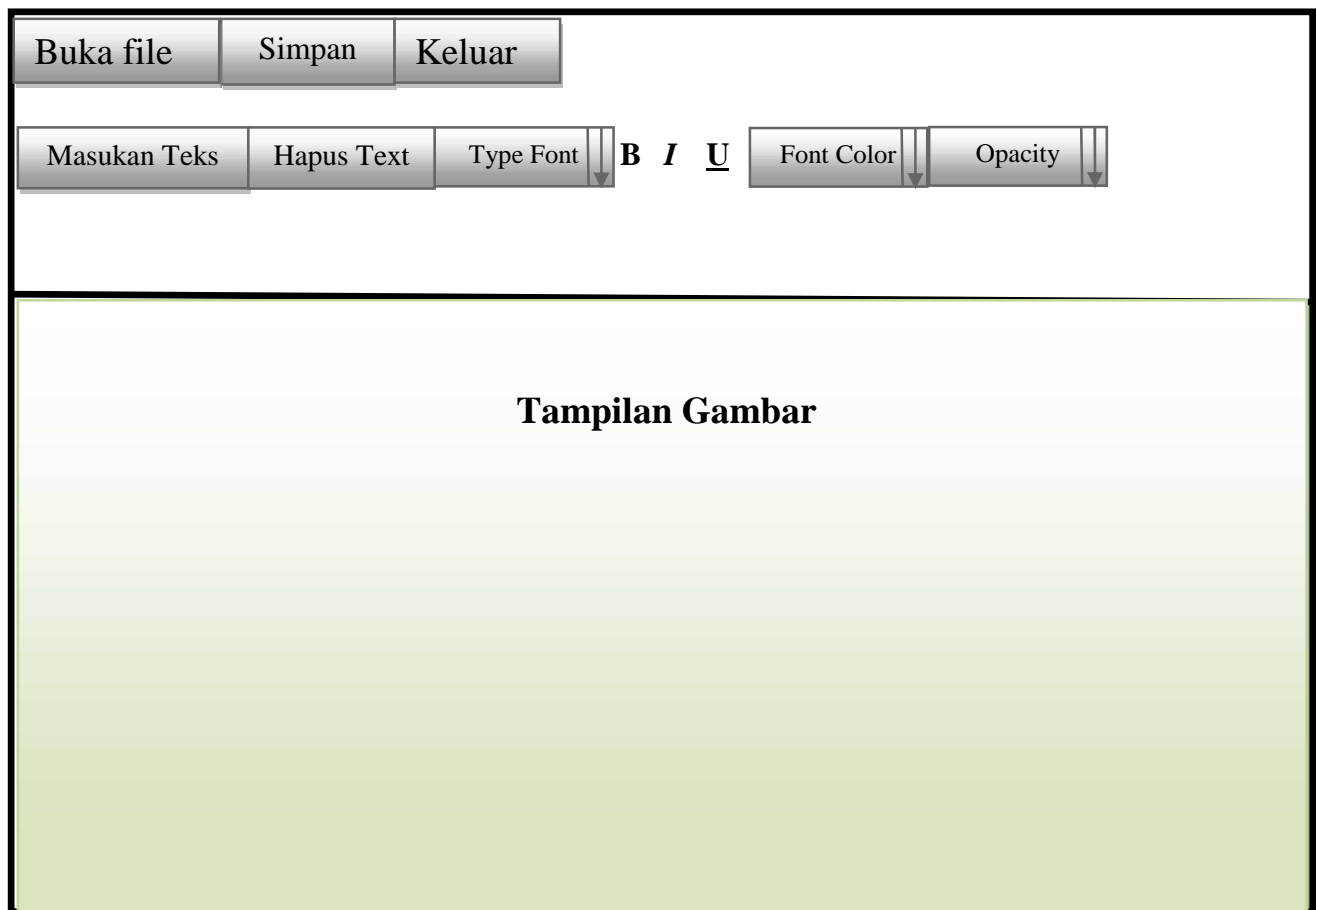 Buka file Simpan Keluar
Masukan Teks Hapus Text Type Font B I U Font Color Opacity
Tampilan Gambar